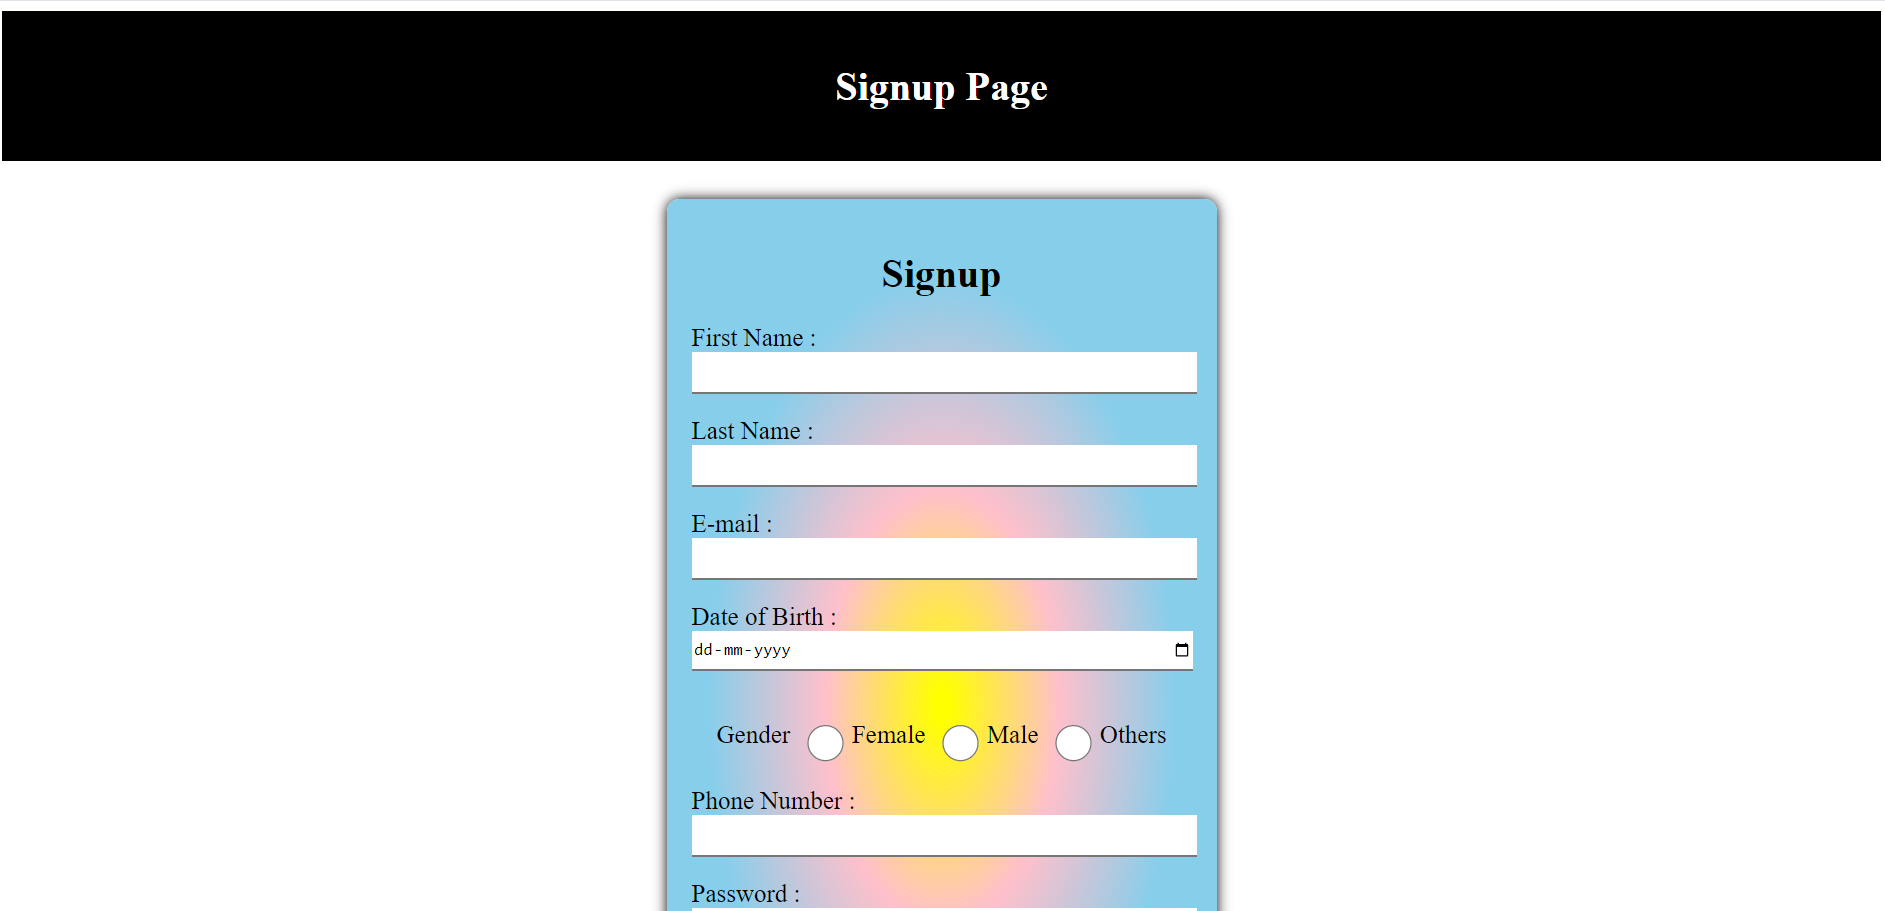 Signup Page
Signup
First Name :
Last Name :
E-mail :
Date of Birth :
dd-mm-yyyy
Gender Female Male Others
Phone Number :
Password :